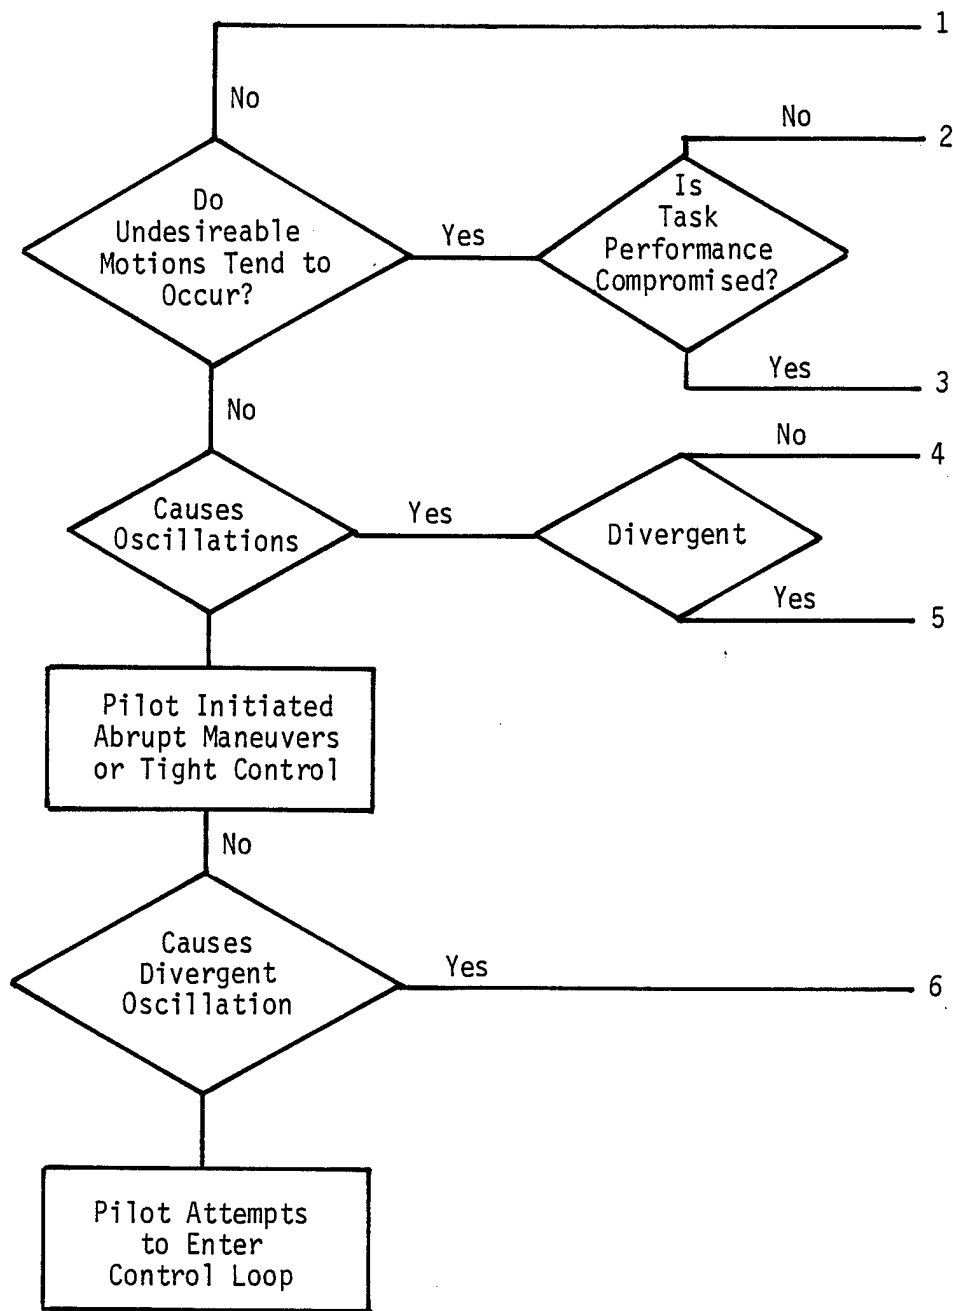 1
No
No
2
Do
Undesireable
Motions Tend to
Occur?
Yes
Is
Task
Performance
Compromised?
Yes
3
No
No
4
Causes
Oscillations
Yes
Divergent
Yes
5
Pilot Initiated
Abrupt Maneuvers
or Tight Control
No
Causes
Divergent
Oscillation
Yes
6
Pilot Attempts
to Enter
Control Loop